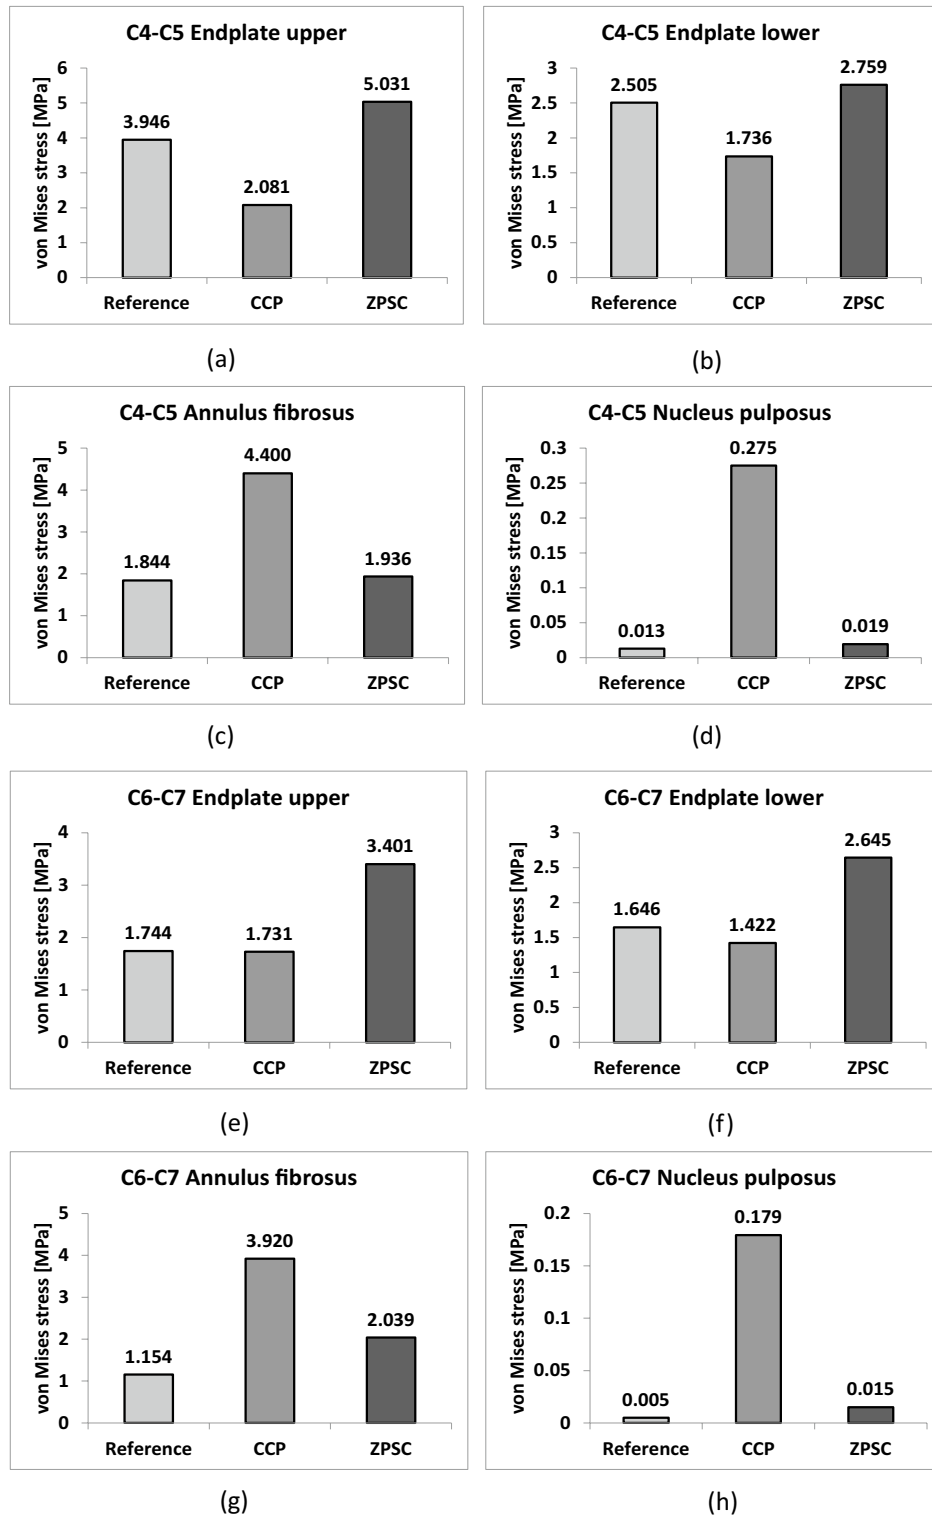 C4-C5 Endplate upper
von Mises stress [MPa]
6
5
4
3
2
1
0
3.946
2.081
5.031
Reference CCP ZPSC
(a)
C4-C5 Endplate lower
von Mises stress [MPa]
3
2.5
2
1.5
1
0.5
0
2.505
1.736
2.759
Reference CCP ZPSC
(b)
C4-C5 Annulus fibrosus
von Mises stress [MPa]
5
4
3
2
1
0
1.844
4.400
1.936
Reference CCP ZPSC
(c)
C4-C5 Nucleus pulposus
von Mises stress [MPa]
0.3
0.25
0.2
0.15
0.1
0.05
0
0.013
0.275
0.019
Reference CCP ZPSC
(d)
C6-C7 Endplate upper
von Mises stress [MPa]
4
3
2
1
0
1.744
1.731
3.401
Reference CCP ZPSC
(e)
C6-C7 Endplate lower
von Mises stress [MPa]
3
2.5
2
1.5
1
0.5
0
1.646
1.422
2.645
Reference CCP ZPSC
(f)
C6-C7 Annulus fibrosus
von Mises stress [MPa]
5
4
3
2
1
0
1.154
3.920
2.039
Reference CCP ZPSC
(g)
C6-C7 Nucleus pulposus
von Mises stress [MPa]
0.2
0.15
0.1
0.05
0
0.005
0.179
0.015
Reference CCP ZPSC
(h)